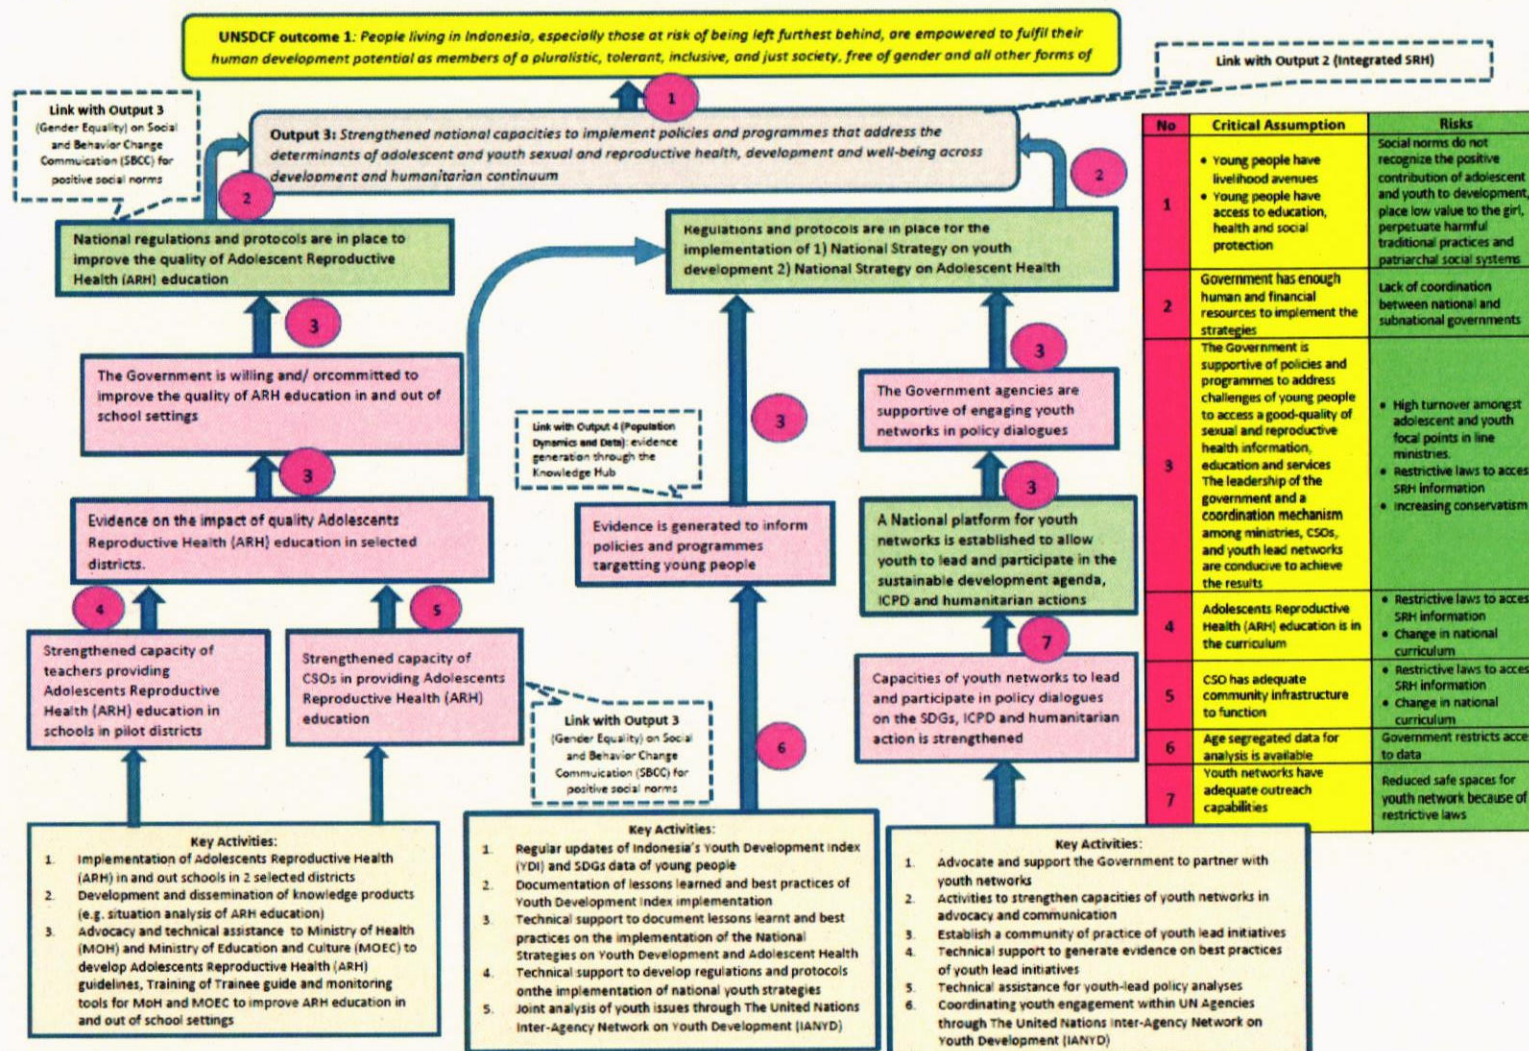 UNSDCF outcome 1: People living in Indonesia, especially those at risk of being left furthest behind, are empowered to fulfil their
human development potential as members of a pluralistic, tolerant, inclusive, and just society, free of gender and all other forms of
Link with Output 2 (Integrated SRH)
1
Link with Output 3
(Gender Equality) on Social
and Behavior Change
Commuication (SBCC) for
positive social norms
Output 3: Strengthened national capacities to implement policies and programmes that address the
determinants of adolescent and youth sexual and reproductive health, development and well-being across
development and humanitarian continuum
2
2
National regulations and protocols are in place to
improve the quality of Adolescent Reproductive
Health (ARH) education
Regulations and protocols are in place for the
implementation of 1) National Strategy on youth
development 2) National Strategy on Adolescent Health
3
3
3
The Government is willing and/ orcommitted to
improve the quality of ARH education in and out of
school settings
Link with Output 4 (Population
Dynamics and Data): evidence
generation through the
Knowledge Hub
The Government agencies are
supportive of engaging youth
networks in policy dialogues
3
3
Evidence on the impact of quality Adolescents
Reproductive Health (ARH) education in selected
districts.
Evidence is generated to inform
policies and programmes
targetting young people
A National platform for youth
networks is established to allow
youth to lead and participate in the
sustainable development agenda,
ICPD and humanitarian actions
4
5
7
Strengthened capacity of
teachers providing
Adolescents Reproductive
Health (ARH) education in
schools in pilot districts
Strengthened capacity of
CSOs in providing Adolescents
Reproductive Health (ARH)
education
Link with Output 3
(Gender Equality) on Social
and Behavior Change
Commuication (SBCC) for
positive social norms
6
Capacities of youth networks to lead
and participate in policy dialogues
on the SDGs, ICPD and humanitarian
action is strengthened
Key Activities:
1. Implementation of Adolescents Reproductive Health
(ARH) in and out schools in 2 selected districts
2. Development and dissemination of knowledge products
(e.g. situation analysis of ARH education)
3. Advocacy and technical assistance to Ministry of Health
(MOH) and Ministry of Education and Culture (MOEC) to
develop Adolescents Reproductive Health (ARH)
guidelines, Training of Trainee guide and monitoring
tools for MoH and MOEC to improve ARH education in
and out of school settings
Key Activities:
1. Regular updates of Indonesia's Youth Development Index
(YDI) and SDGs data of young people
2. Documentation of lessons learned and best practices of
Youth Development Index implementation
3. Technical support to document lessons learnt and best
practices on the implementation of the National
Strategies on Youth Development and Adolescent Health
4. Technical support to develop regulations and protocols
onthe implementation of national youth strategies
5. Joint analysis of youth issues through The United Nations
Inter-Agency Network on Youth Development (IANYD)
Key Activities:
1. Advocate and support the Government to partner with
youth networks
2. Activities to strengthen capacities of youth networks in
advocacy and communication
3. Establish a community of practice of youth lead initiatives
4. Technical support to generate evidence on best practices
of youth lead initiatives
5. Technical assistance for youth-lead policy analyses
6. Coordinating youth engagement within UN Agencies
through The United Nations Inter-Agency Network on
Youth Development (IANYD)
No Critical Assumption Risks
1
• Young people have
livelihood avenues
• Young people have
access to education,
health and social
protection
Social norms do not
recognize the positive
contribution of adolescent
and youth to development,
place low value to the girl,
perpetuate harmful
traditional practices and
patriarchal social systems
2
Government has enough
human and financial
resources to implement the
strategies
Lack of coordination
between national and
subnational governments
3
The Government is
supportive of policies and
programmes to address
challenges of young people
to access a good-quality of
sexual and reproductive
health information,
education and services
The leadership of the
government and a
coordination mechanism
among ministries, CSOs,
and youth lead networks
are conducive to achieve
the results
• High turnover amongst
adolescent and youth
focal points in line
ministries.
• Restrictive laws to acces
SRH information
• Increasing conservatism
4
Adolescents Reproductive
Health (ARH) education is in
the curriculum
• Restrictive laws to acces
SRH information
• Change in national
curriculum
5
CSO has adequate
community infrastructure
to function
• Restrictive laws to acces
SRH information
• Change in national
curriculum
6
Age segregated data for
analysis is available
Government restricts acce
to data
7
Youth networks have
adequate outreach
capabilities
Reduced safe spaces for
youth network because of
restrictive laws